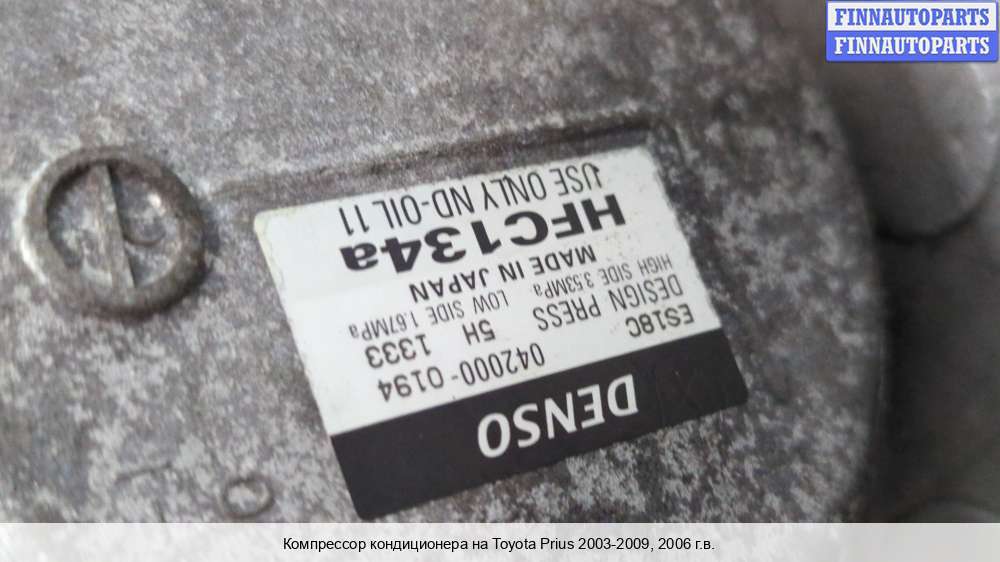 FINNAUTOPARTS
FINNAUTOPARTS
DENSO
ES18C 042000-0194
DESIGN PRESS 5H 1333
HIGH SIDE 3.53MPa LOW SIDE 1.67MPa
MADE IN JAPAN
HFC134a
USE ONLY ND-OIL 11
Компрессор кондиционера на Toyota Prius 2003-2009, 2006 г.в.